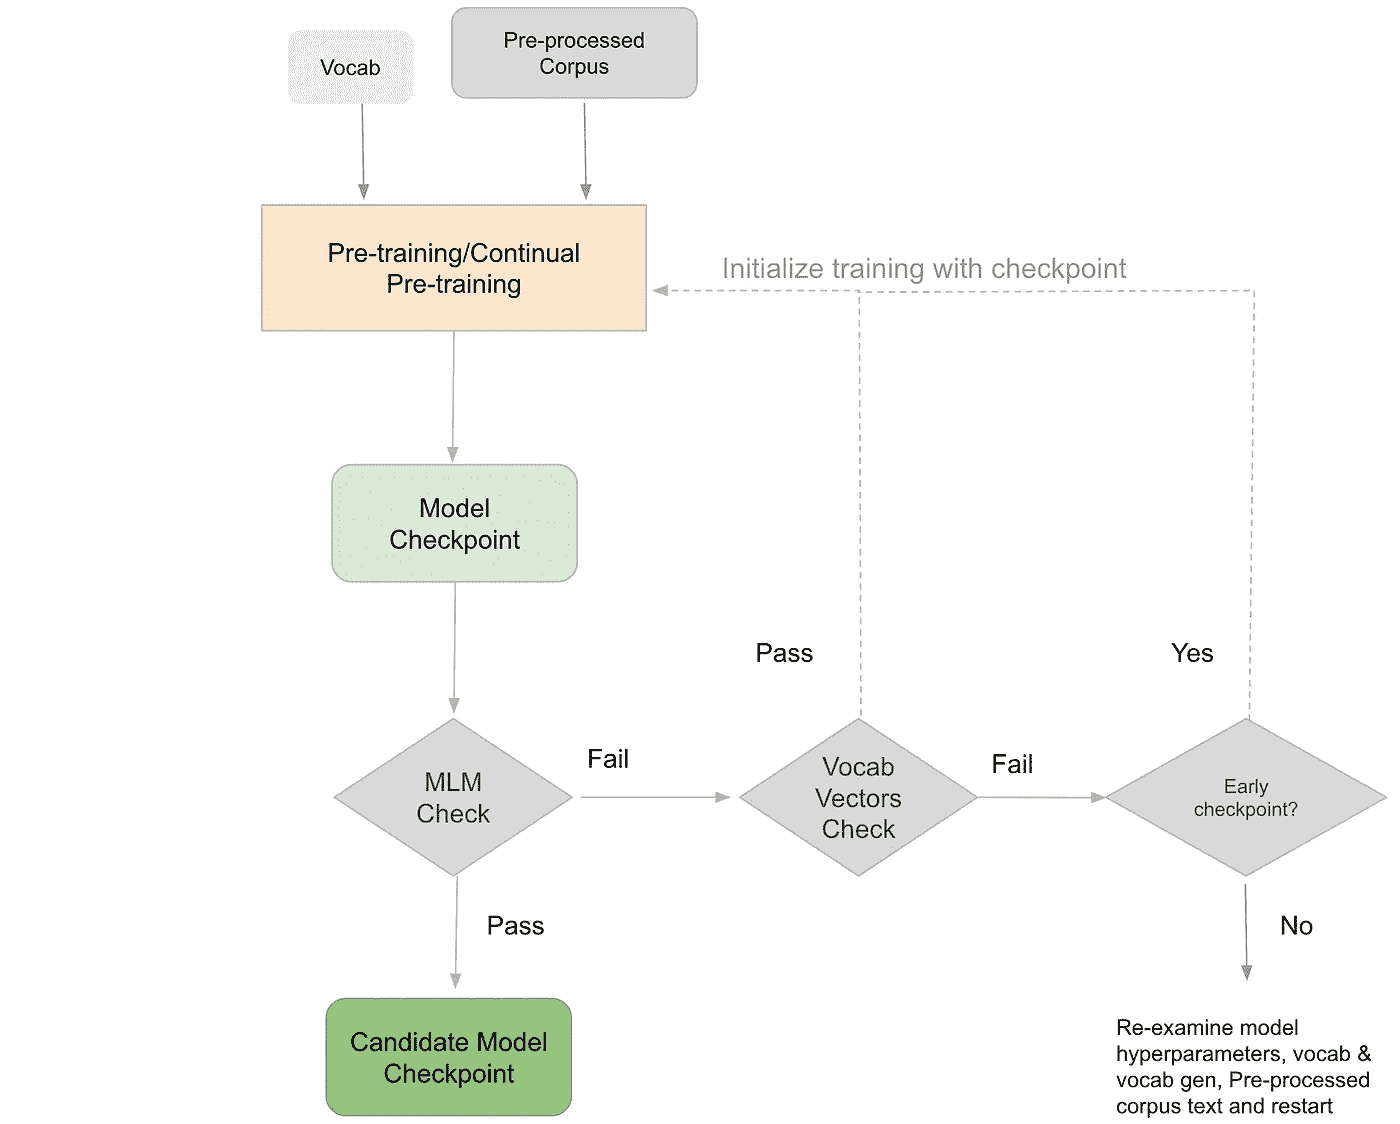 Vocab
Pre-processed
Corpus
Pre-training/Continual
Pre-training
Initialize training with checkpoint
Model
Checkpoint
Pass
Yes
MLM
Check
Fail
Vocab
Vectors
Check
Fail
Early
checkpoint?
Pass
No
Candidate Model
Checkpoint
Re-examine model
hyperparameters, vocab &
vocab gen, Pre-processed
corpus text and restart